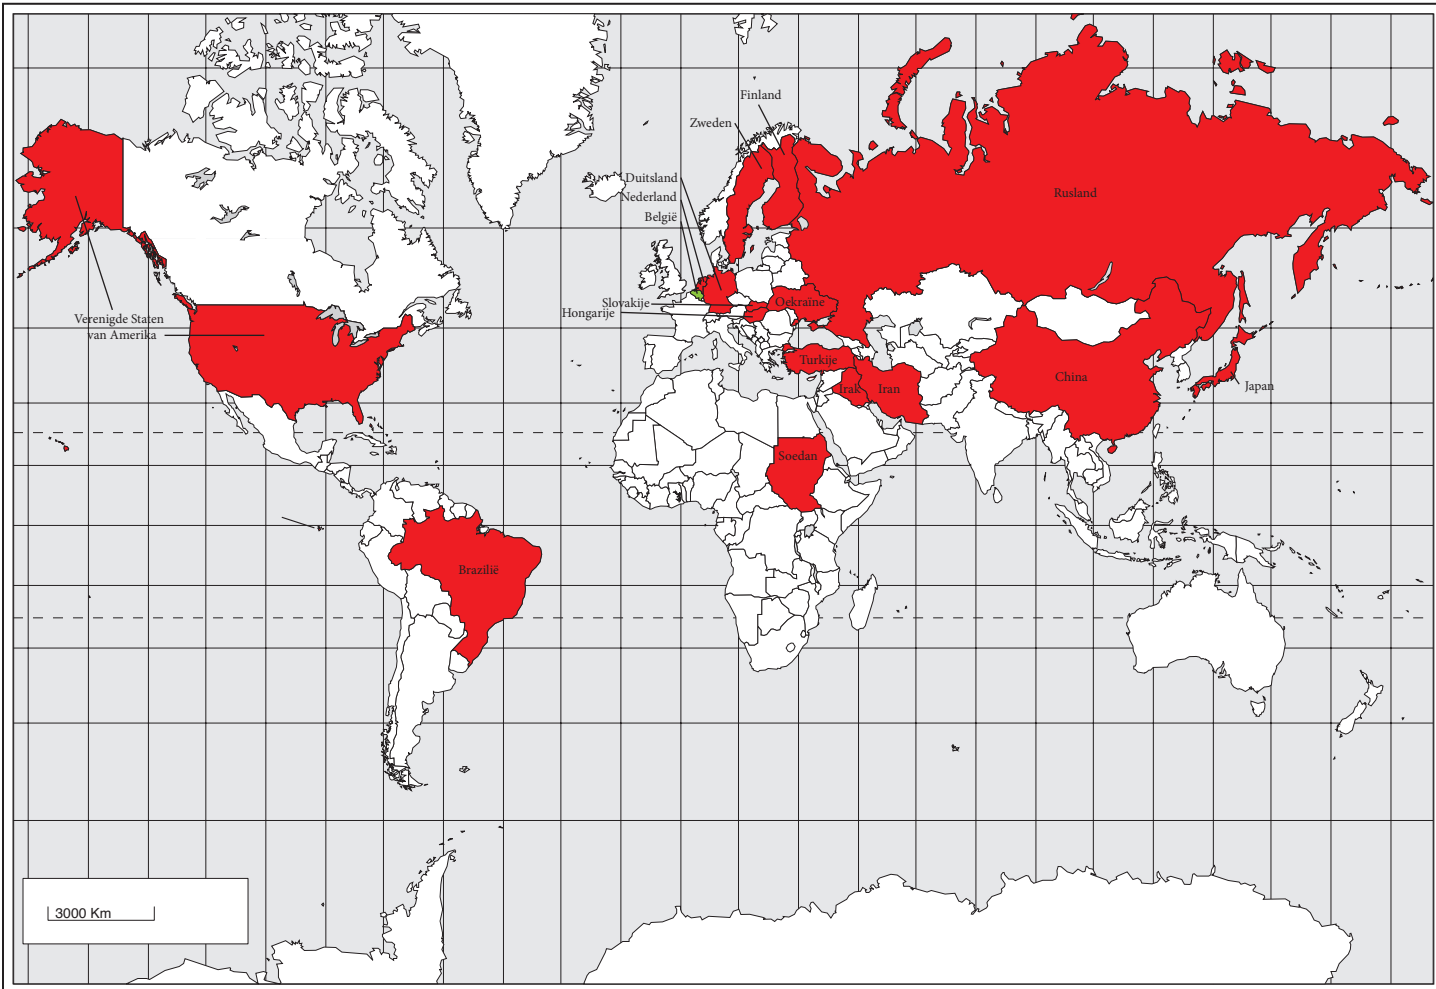 Finland
Zweden
Duitsland
Nederland
België
Rusland
Slovakije
Hongarije
Oekraïne
Verenigde Staten
van Amerika
Turkije
Irak
Iran
China
Japan
Soedan
Brazilië
3000 Km